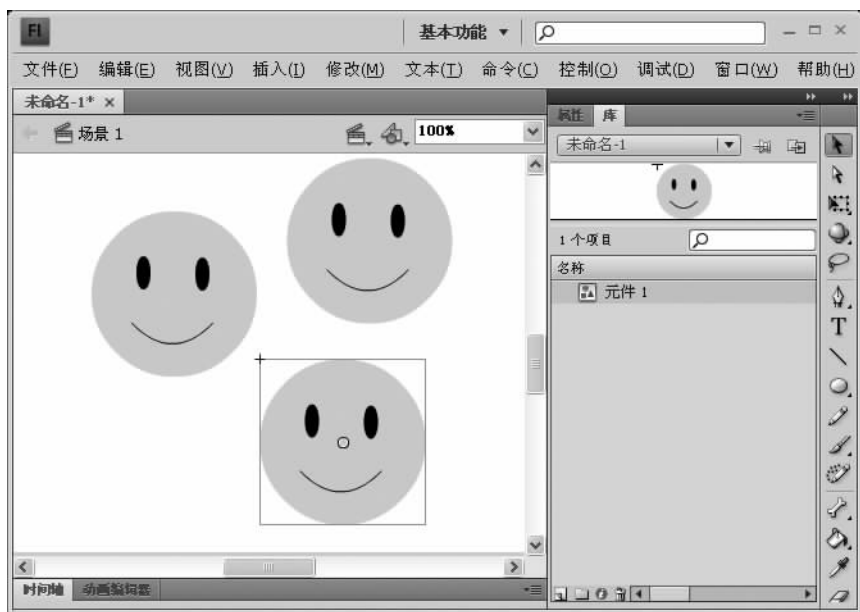 Fl 基本功能
文件(F) 编辑(E) 视图(V) 插入(I) 修改(M) 文本(T) 命令(C) 控制(O) 调试(D) 窗口(W) 帮助(H)
未命名-1*
场景 1 100%
属性 库
未命名-1
1 个项目
名称
元件 1
T
时间轴 动画编辑器